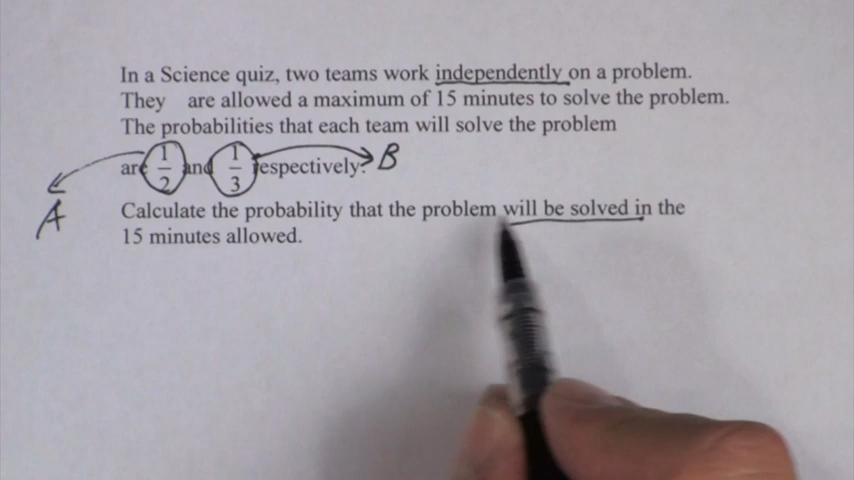 In a Science quiz, two teams work independently on a problem.
They are allowed a maximum of 15 minutes to solve the problem.
The probabilities that each team will solve the problem
are 1/2 and 1/3 respectively. B
A
Calculate the probability that the problem will be solved in the
15 minutes allowed.